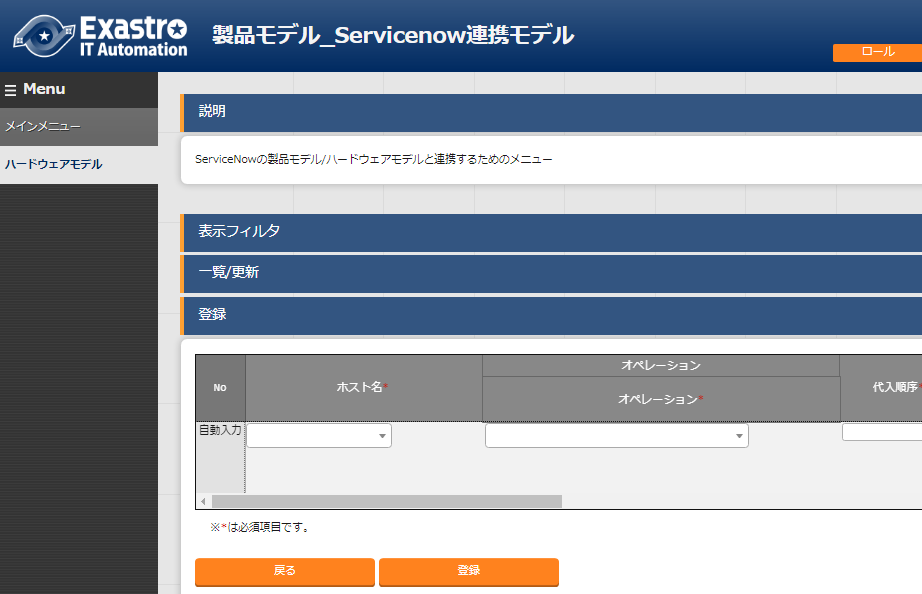 Exastro
IT Automation
製品モデル_Servicenow連携モデル
ロール
Menu
メインメニュー
ハードウェアモデル
説明
ServiceNowの製品モデル/ハードウェアモデルと連携するためのメニュー
表示フィルタ
一覧/更新
登録
No
ホスト名*
オペレーション
オペレーション*
代入順序
自動入力
※*は必須項目です。
戻る
登録